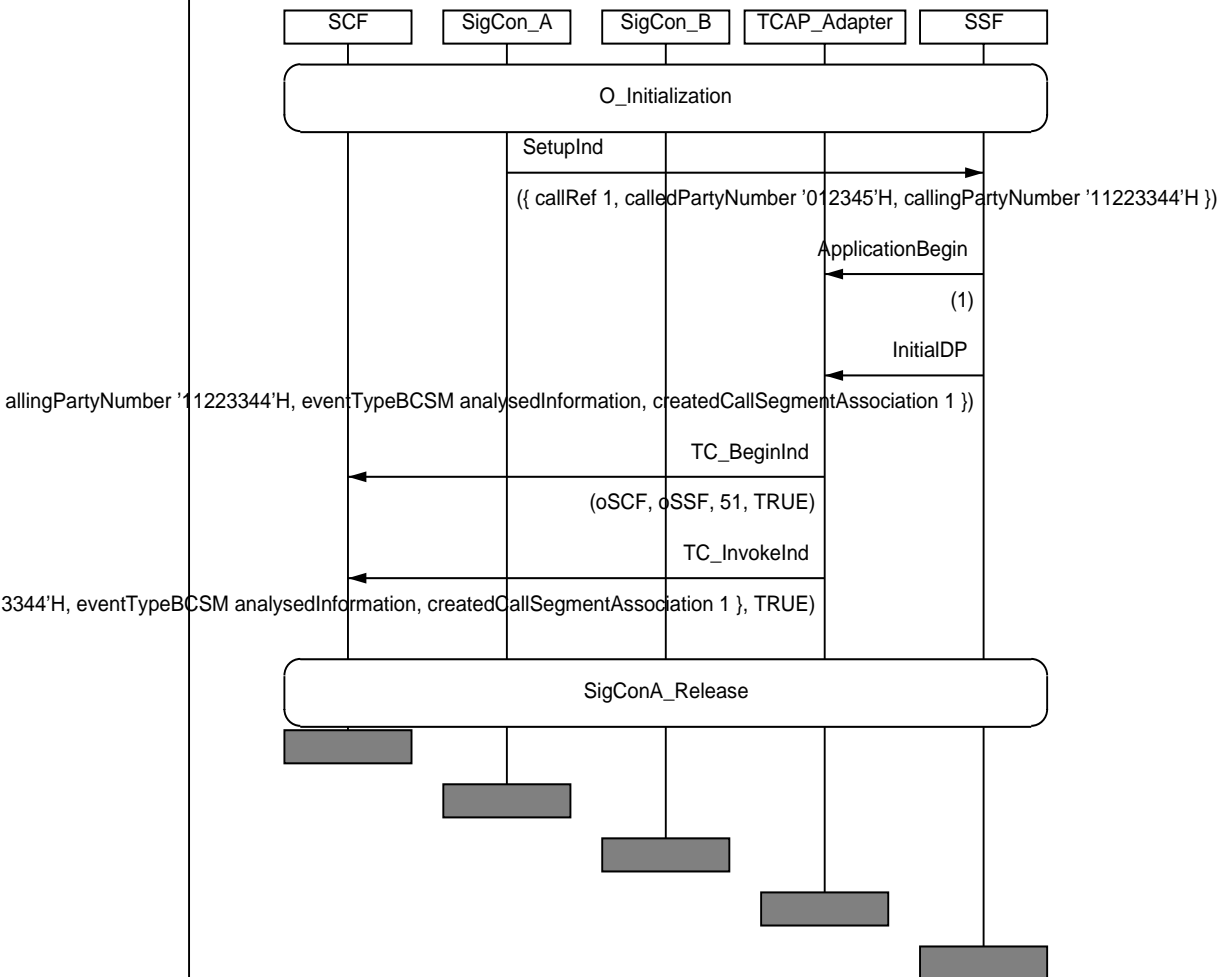 SCF SigCon_A SigCon_B TCAP_Adapter SSF
O_Initialization
SetupInd
({ callRef 1, calledPartyNumber ’012345’H, callingPartyNumber ’11223344’H })
ApplicationBegin
(1)
InitialDP
allingPartyNumber ’11223344’H, eventTypeBCSM analysedInformation, createdCallSegmentAssociation 1 })
TC_BeginInd
(oSCF, oSSF, 51, TRUE)
TC_InvokeInd
3344’H, eventTypeBCSM analysedInformation, createdCallSegmentAssociation 1 }, TRUE)
SigConA_Release